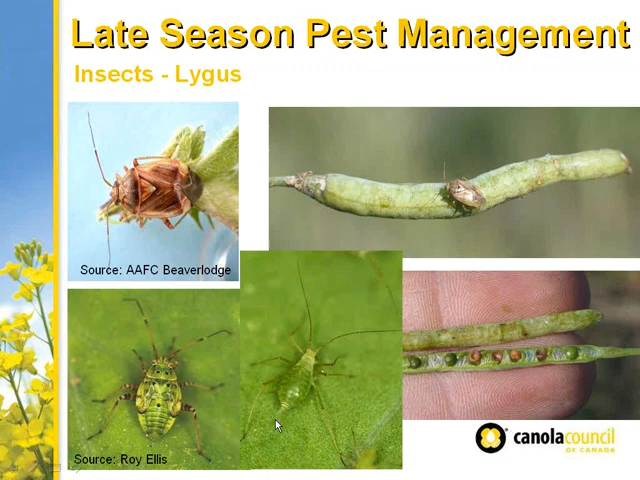 Late Season Pest Management
Insects - Lygus
Source: AAFC Beaverlodge
Source: Roy Ellis
canolacouncil
OF CANADA